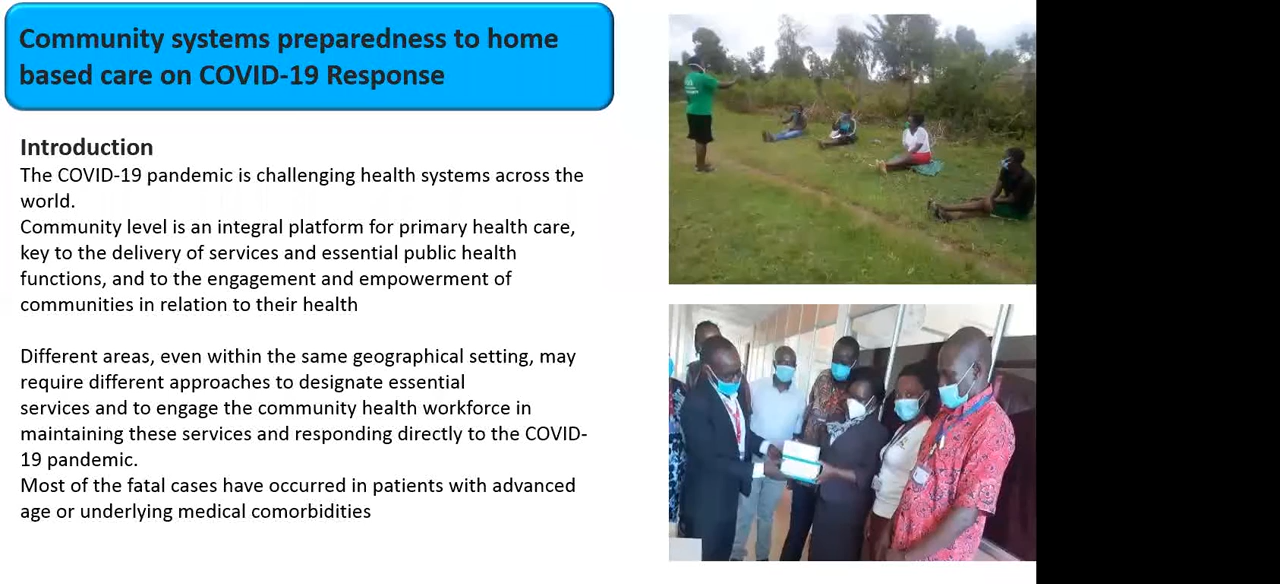 Community systems preparedness to home
based care on COVID-19 Response
Introduction
The COVID-19 pandemic is challenging health systems across the
world.
Community level is an integral platform for primary health care,
key to the delivery of services and essential public health
functions, and to the engagement and empowerment of
communities in relation to their health
Different areas, even within the same geographical setting, may
require different approaches to designate essential
services and to engage the community health workforce in
maintaining these services and responding directly to the COVID-
19 pandemic.
Most of the fatal cases have occurred in patients with advanced
age or underlying medical comorbidities